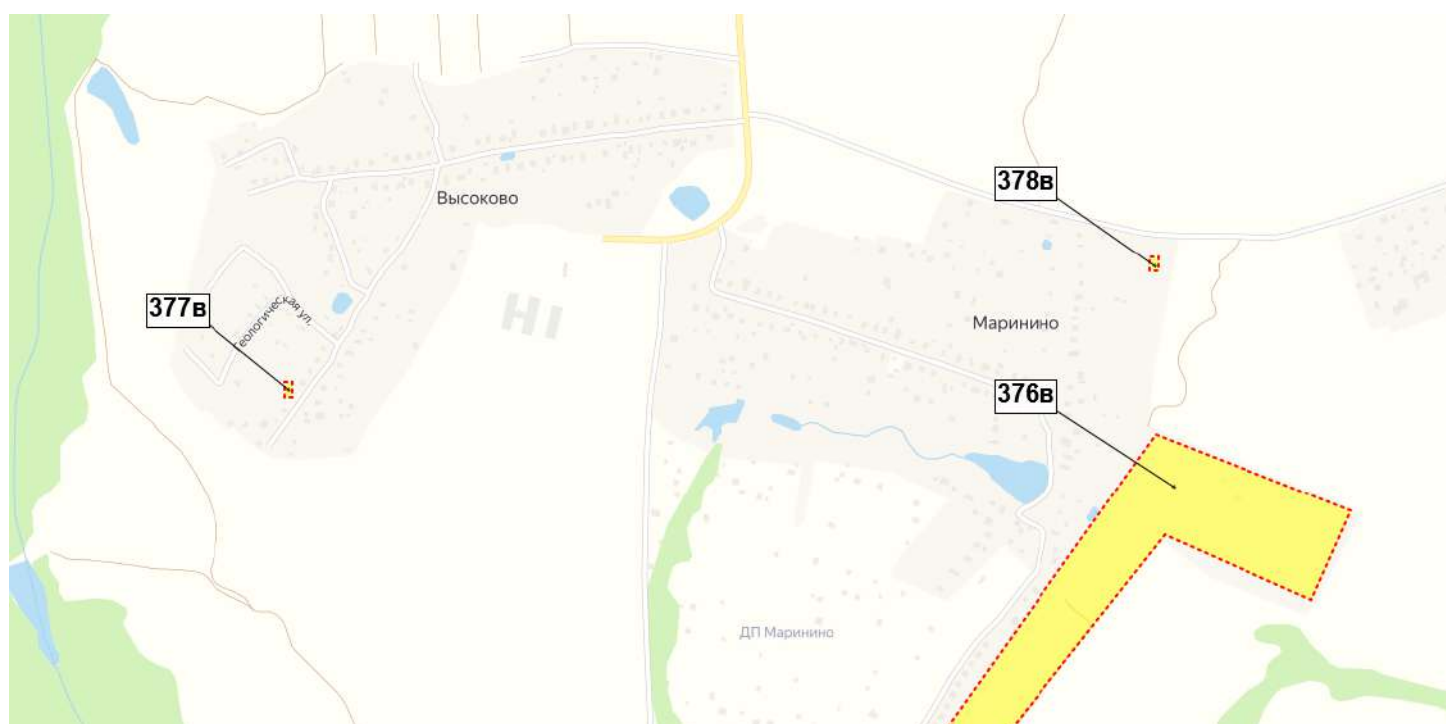 378в
Высоково
377в
Геологическая ул.
Маринино
376в
ДП Маринино